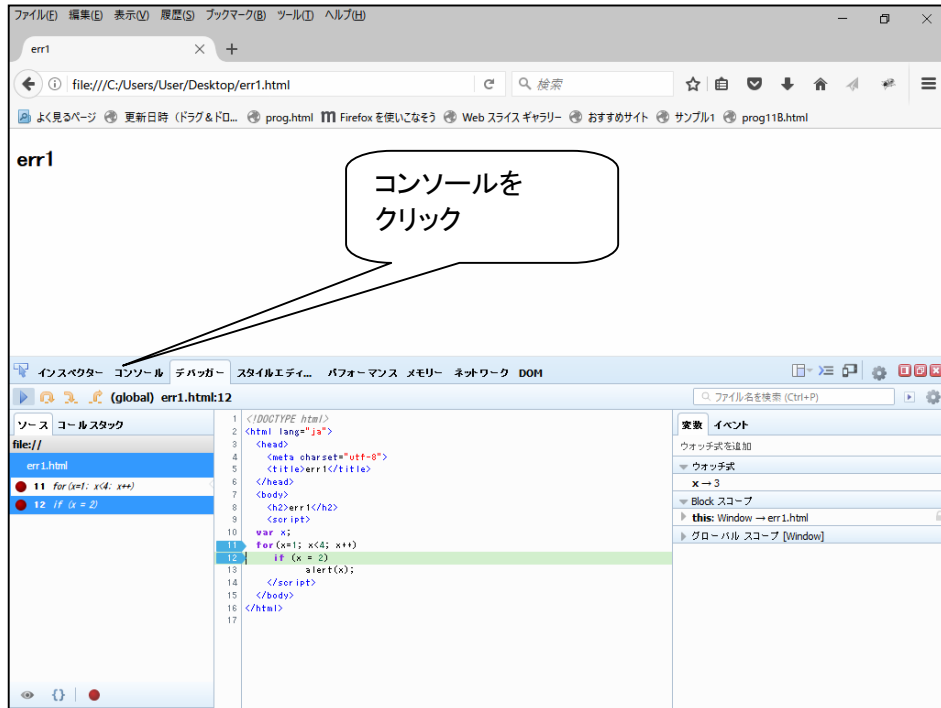 ファイル(F) 編集(E) 表示(V) 履歴(S) ブックマーク(B) ツール(T) ヘルプ(H)
err1
file:///C:/Users/User/Desktop/err1.html
検索
よく見るページ 更新日時（ドラグ＆ドロ... prog.html Firefox を使いこなそう Web スライス ギャラリー おすすめサイト サンプル1 prog11B.html
err1
コンソールを
クリック
インスペクター コンソール デバッガー スタイルエディ... パフォーマンス メモリー ネットワーク DOM
(global) err1.html:12
ファイル名を検索 (Ctrl+P)
ソース コールスタック
file://
err1.html
11 for(x=1; x<4; x++)
12 if (x = 2)
1 <!DOCTYPE html>
2 <html lang="ja">
3 <head>
4 <meta charset="utf-8">
5 <title>err1</title>
6 </head>
7 <body>
8 <h2>err1</h2>
9 <script>
10 var x;
11 for(x=1; x<4; x++)
12 if (x = 2)
13 alert(x);
14 </script>
15 </body>
16 </html>
17
変数 イベント
ウォッチ式を追加
ウォッチ式
x → 3
Block スコープ
this: Window → err1.html
グローバル スコープ [Window]